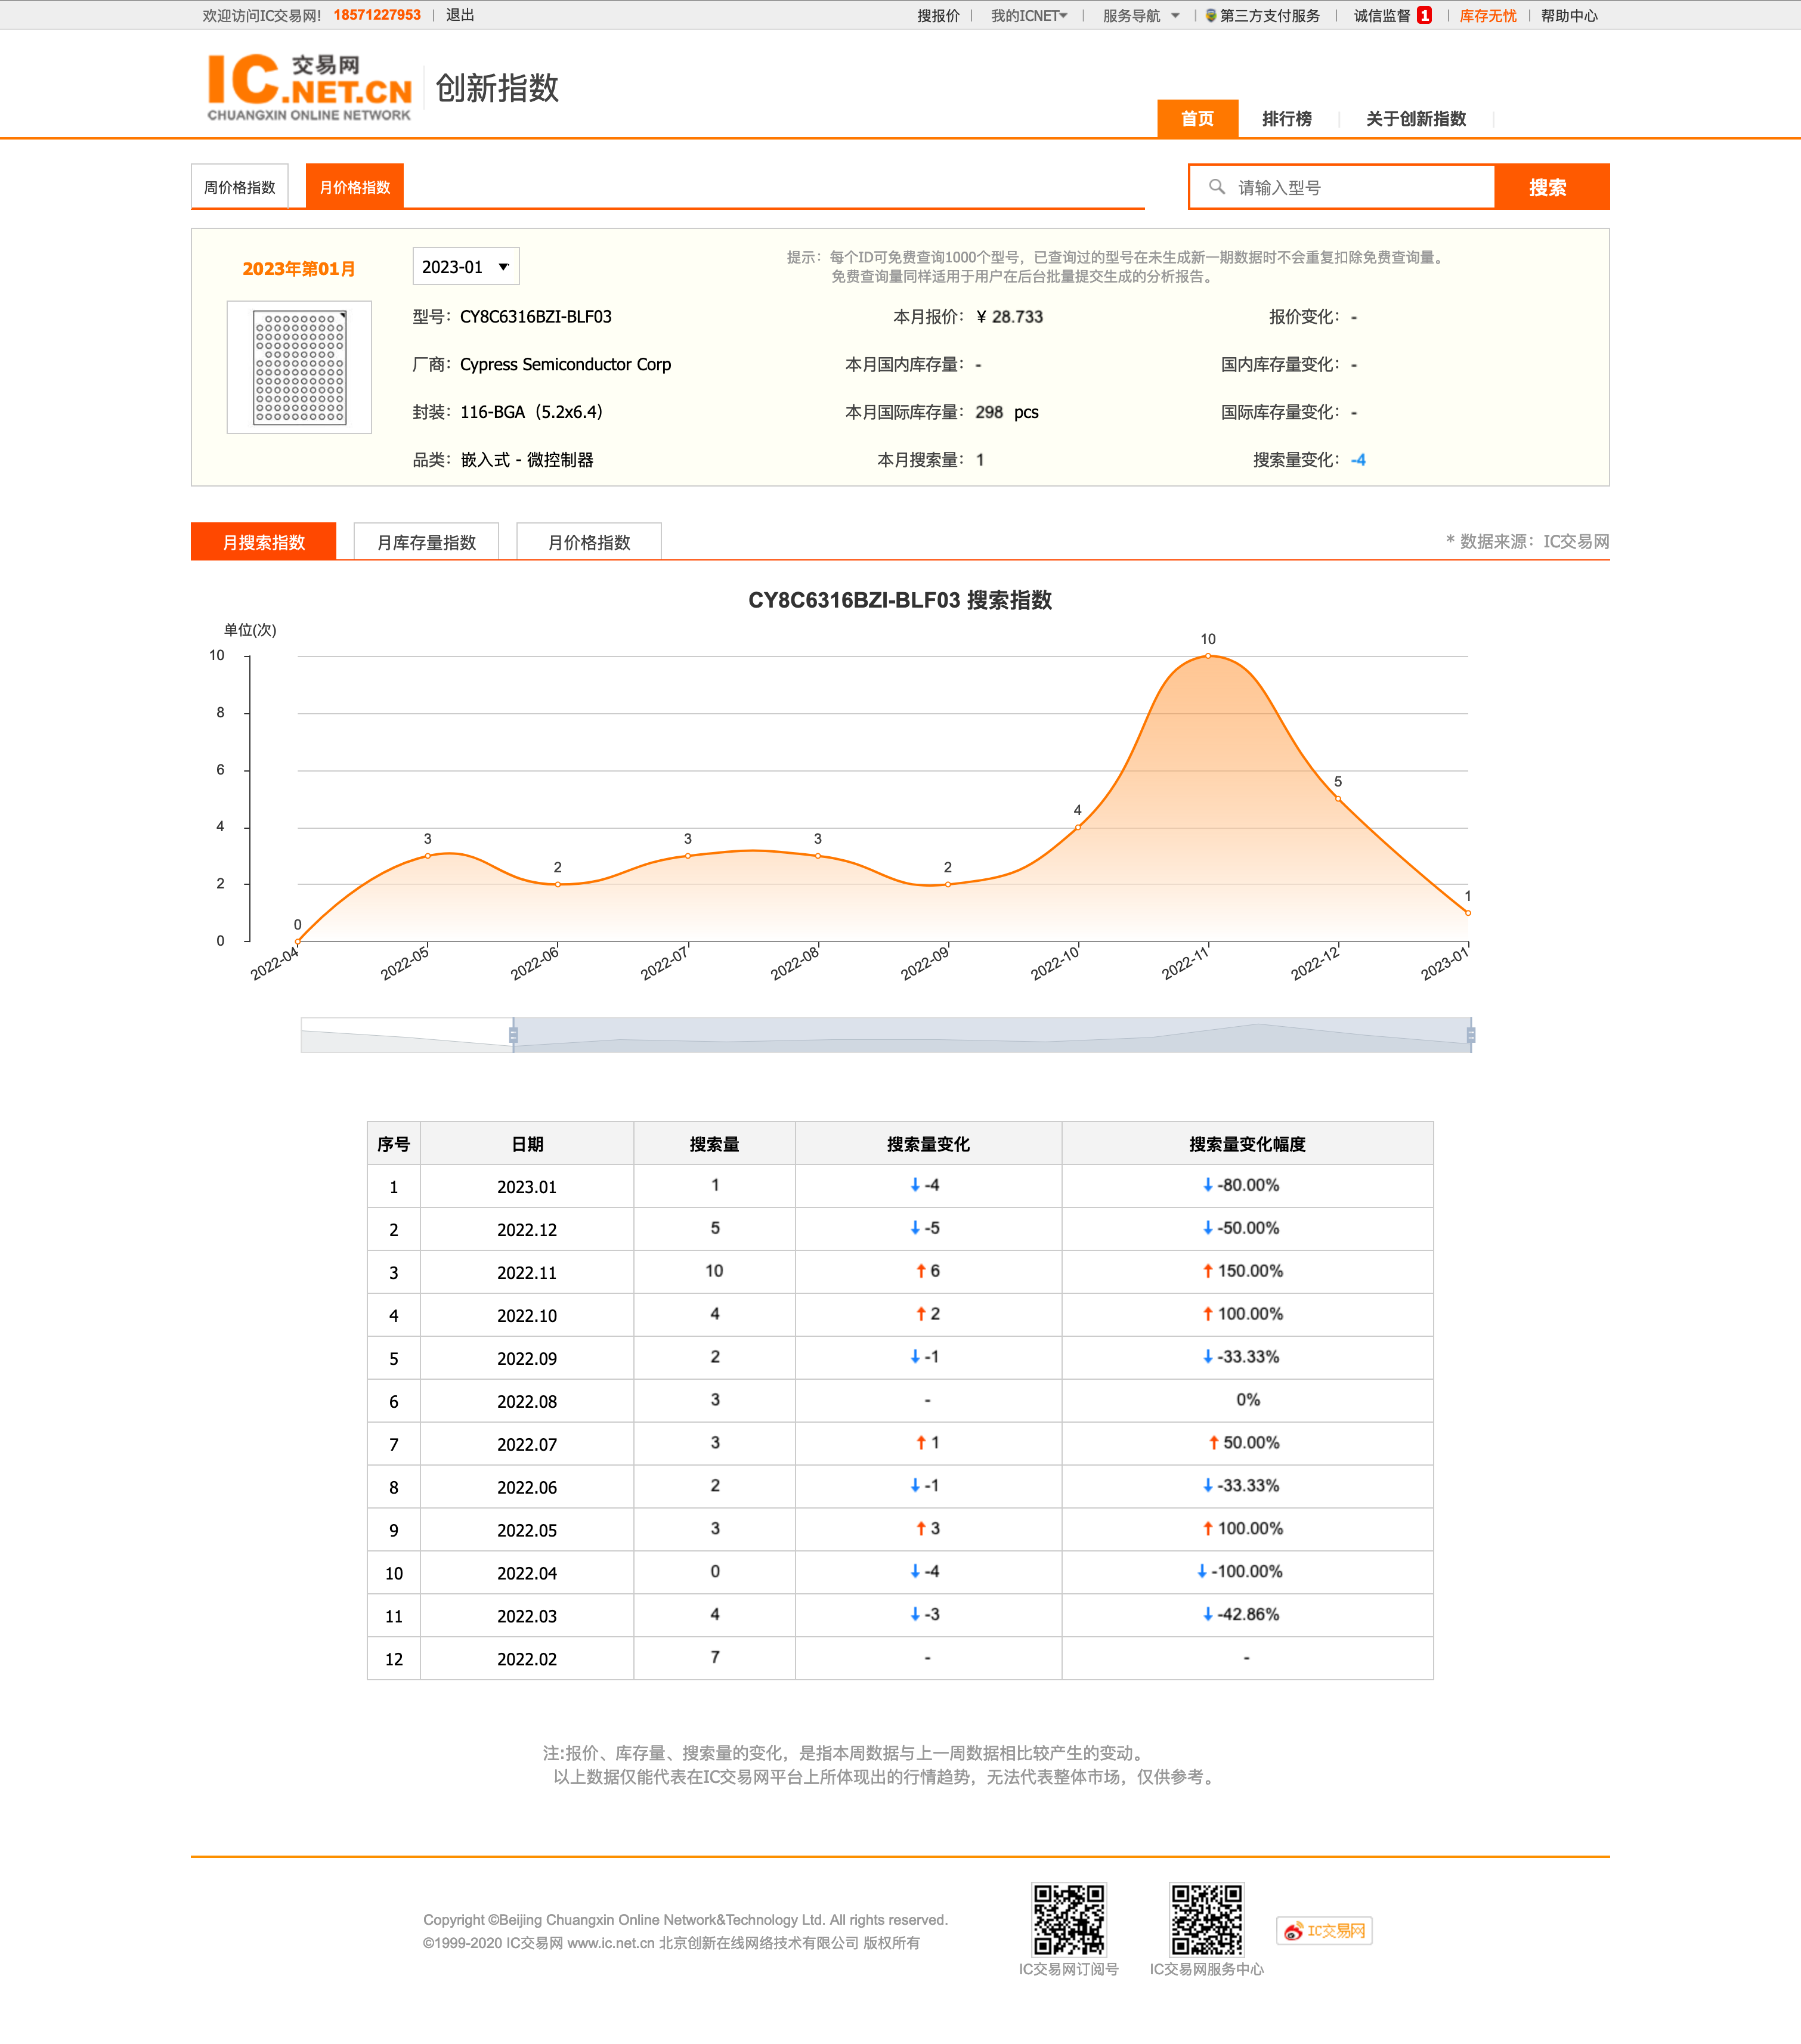 欢迎访问IC交易网! 18571227953 | 退出
搜报价 | 我的ICNET | 服务导航 | 第三方支付服务 | 诚信监督 1 | 库存无忧 | 帮助中心
IC交易网
.NET.CN
CHUANGXIN ONLINE NETWORK
创新指数
首页 排行榜 关于创新指数
周价格指数 月价格指数
请输入型号 搜索
2023年第01月 2023-01
提示：每个ID可免费查询1000个型号，已查询过的型号在未生成新一期数据时不会重复扣除免费查询量。
免费查询量同样适用于用户在后台批量提交生成的分析报告。
型号：CY8C6316BZI-BLF03 本月报价：¥ 28.733 报价变化：-
厂商：Cypress Semiconductor Corp 本月国内库存量：- 国内库存量变化：-
封装：116-BGA（5.2x6.4） 本月国际库存量：298 pcs 国际库存量变化：-
品类：嵌入式 - 微控制器 本月搜索量：1 搜索量变化：-4
月搜索指数 月库存量指数 月价格指数 * 数据来源：IC交易网
CY8C6316BZI-BLF03 搜索指数
单位(次)
10
8
6
4
2
0
0 3 2 3 3 2 4 10 5 1
2022-04 2022-05 2022-06 2022-07 2022-08 2022-09 2022-10 2022-11 2022-12 2023-01
序号 日期 搜索量 搜索量变化 搜索量变化幅度
1 2023.01 1 ↓ -4 ↓ -80.00%
2 2022.12 5 ↓ -5 ↓ -50.00%
3 2022.11 10 ↑ 6 ↑ 150.00%
4 2022.10 4 ↑ 2 ↑ 100.00%
5 2022.09 2 ↓ -1 ↓ -33.33%
6 2022.08 3 - 0%
7 2022.07 3 ↑ 1 ↑ 50.00%
8 2022.06 2 ↓ -1 ↓ -33.33%
9 2022.05 3 ↑ 3 ↑ 100.00%
10 2022.04 0 ↓ -4 ↓ -100.00%
11 2022.03 4 ↓ -3 ↓ -42.86%
12 2022.02 7 - -
注:报价、库存量、搜索量的变化，是指本周数据与上一周数据相比较产生的变动。
以上数据仅能代表在IC交易网平台上所体现出的行情趋势，无法代表整体市场，仅供参考。
Copyright ©Beijing Chuangxin Online Network&Technology Ltd. All rights reserved.
©1999-2020 IC交易网 www.ic.net.cn 北京创新在线网络技术有限公司 版权所有
IC交易网订阅号 IC交易网服务中心 IC交易网